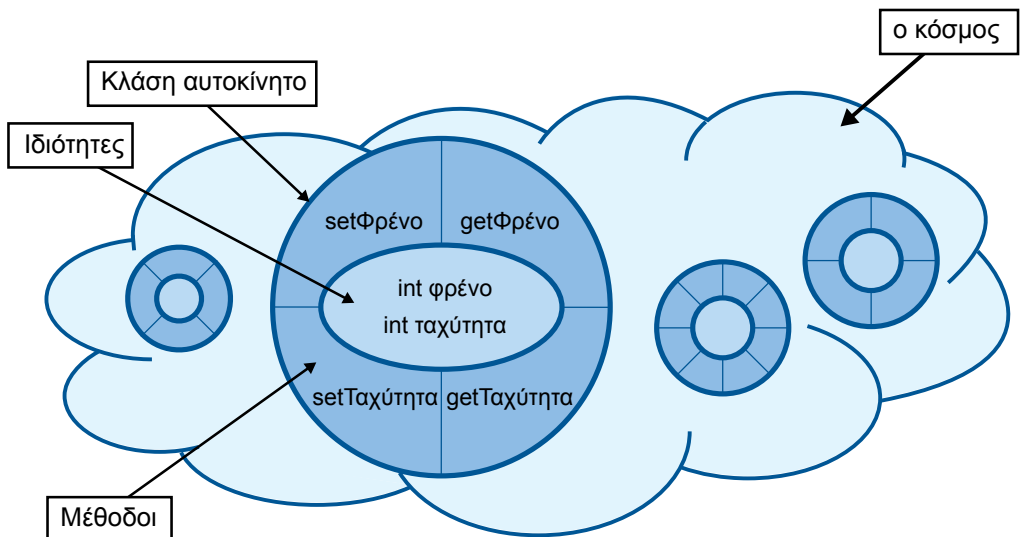 ο κόσμος
Κλάση αυτοκίνητο
Ιδιότητες
setΦρένο
getΦρένο
int φρένο
int ταχύτητα
setΤαχύτητα
getΤαχύτητα
Μέθοδοι